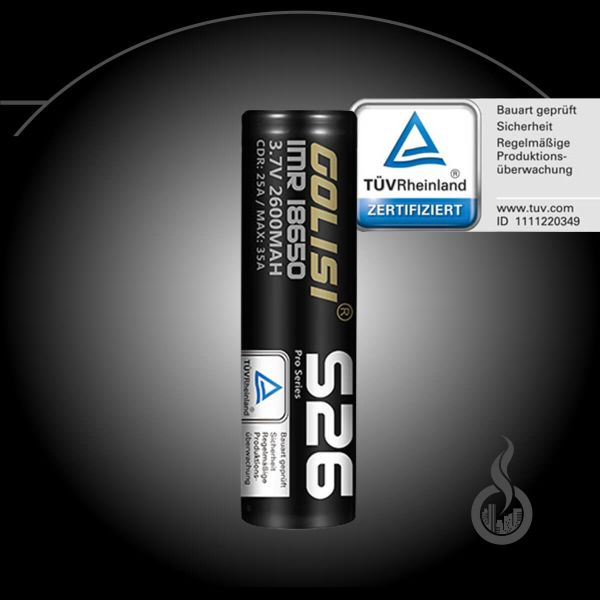 Bauart geprüft
Sicherheit
Regelmäßige
Produktions-
überwachung
TÜVRheinland®
ZERTIFIZIERT
www.tuv.com
ID 1111220349
GOLISI®
IMR 18650
3.7V 2600MAH
CDR: 25A / MAX: 35A
S26
Pro Series
TÜVRheinland®
Bauart geprüft
Sicherheit
Regelmäßige
Produktions-
überwachung